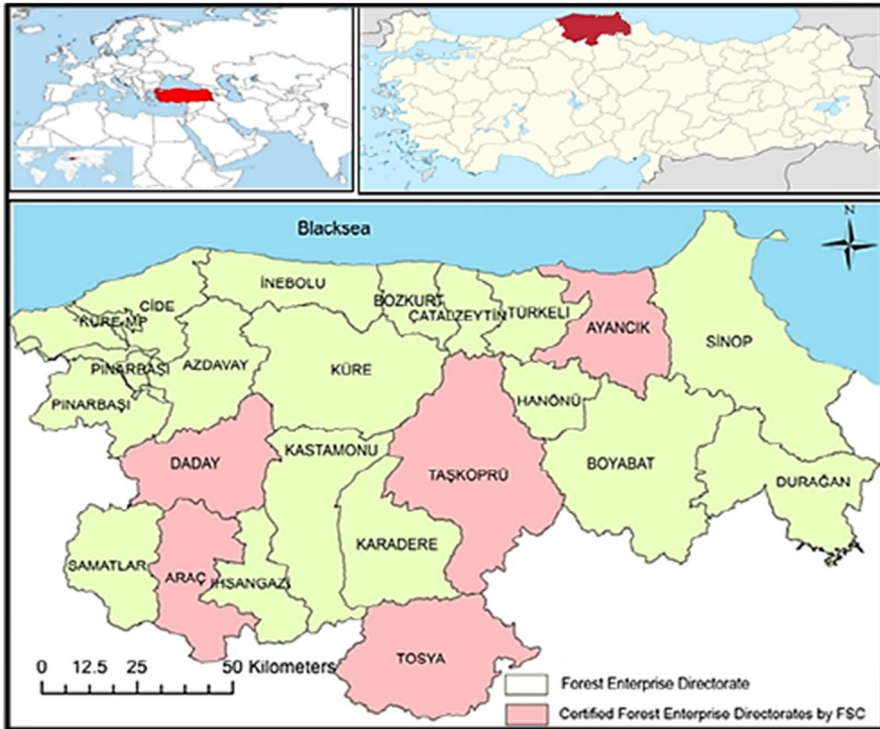 Blacksea
N
İNEBOLU
CİDE
BOZKURT
ÇATALZEYTİN
TÜRKELİ
AYANCIK
KÜRE MP
SİNOP
PINARBAŞI
AZDAVAY
KÜRE
PINARBAŞI
HANÖNÜ
KASTAMONU
DADAY
TAŞKÖPRÜ
BOYABAT
DURAĞAN
KARADERE
SAMATLAR
ARAÇ
İHSANGAZİ
TOSYA
0 12.5 25 50 Kilometers
Forest Enterprise Directorate
Certified Forest Enterprise Directorates by FSC